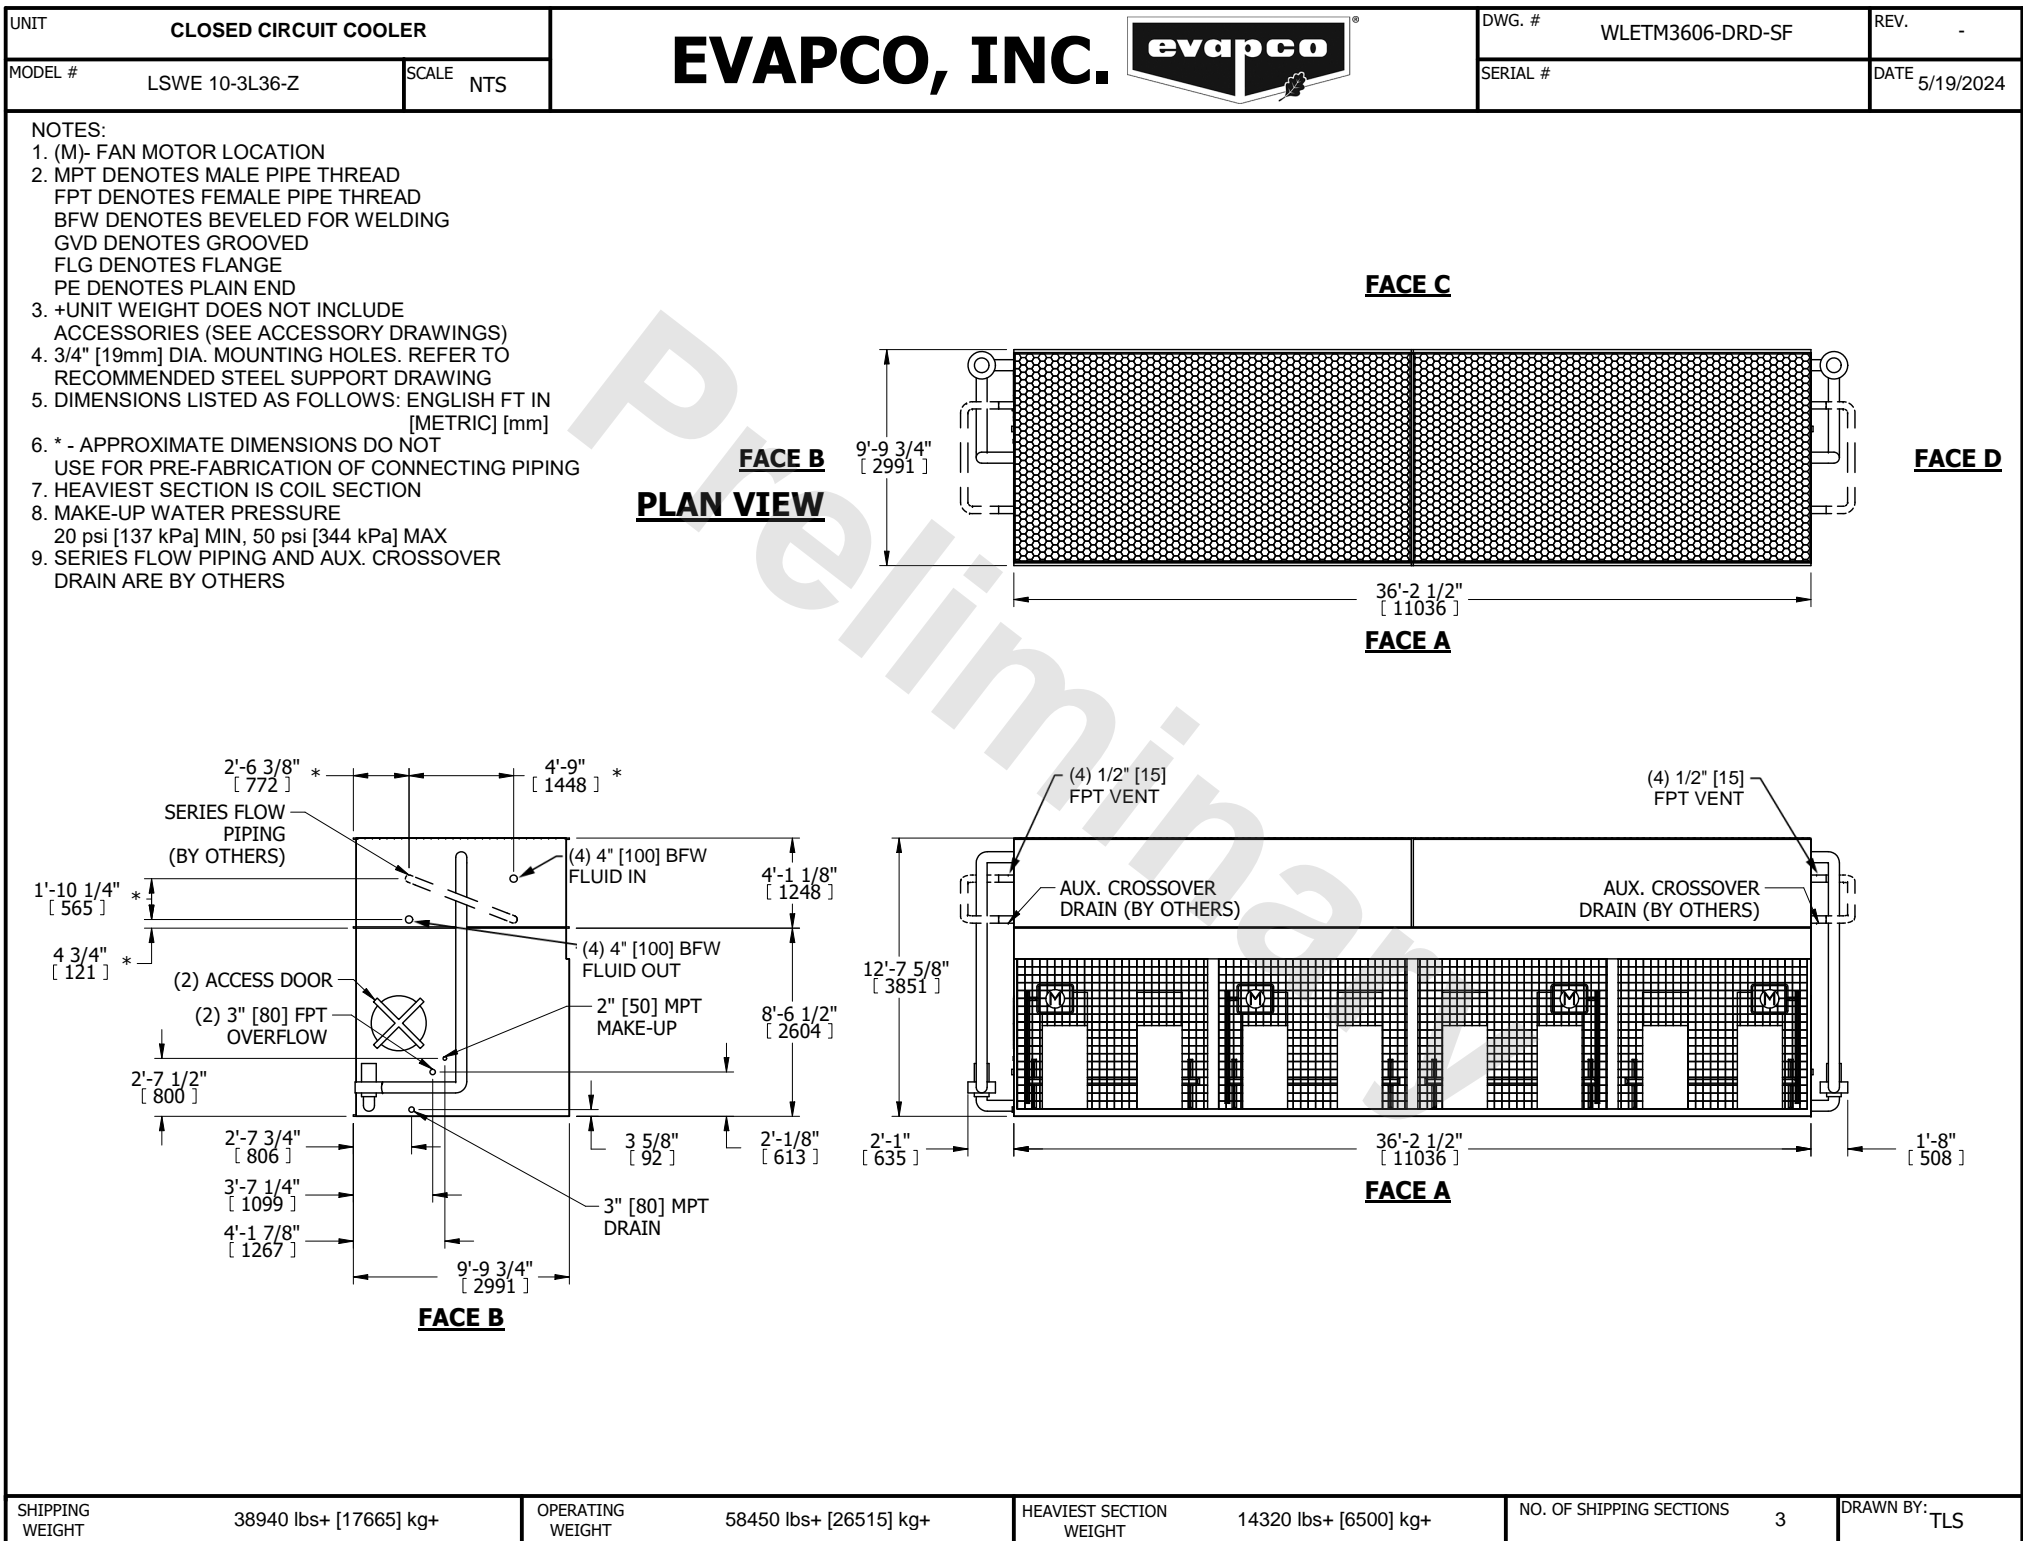 UNIT
CLOSED CIRCUIT COOLER
MODEL #
LSWE 10-3L36-Z
SCALE
NTS
EVAPCO, INC.
evapco
®
DWG. #
WLETM3606-DRD-SF
REV.
-
SERIAL #
DATE
5/19/2024
NOTES:
1. (M)- FAN MOTOR LOCATION
2. MPT DENOTES MALE PIPE THREAD
FPT DENOTES FEMALE PIPE THREAD
BFW DENOTES BEVELED FOR WELDING
GVD DENOTES GROOVED
FLG DENOTES FLANGE
PE DENOTES PLAIN END
3. +UNIT WEIGHT DOES NOT INCLUDE
ACCESSORIES (SEE ACCESSORY DRAWINGS)
4. 3/4" [19mm] DIA. MOUNTING HOLES. REFER TO
RECOMMENDED STEEL SUPPORT DRAWING
5. DIMENSIONS LISTED AS FOLLOWS: ENGLISH FT IN
[METRIC] [mm]
6. * - APPROXIMATE DIMENSIONS DO NOT
USE FOR PRE-FABRICATION OF CONNECTING PIPING
7. HEAVIEST SECTION IS COIL SECTION
8. MAKE-UP WATER PRESSURE
20 psi [137 kPa] MIN, 50 psi [344 kPa] MAX
9. SERIES FLOW PIPING AND AUX. CROSSOVER
DRAIN ARE BY OTHERS
Preliminary
FACE C
FACE B
PLAN VIEW
9'-9 3/4"
[ 2991 ]
FACE D
36'-2 1/2"
[ 11036 ]
FACE A
2'-6 3/8" *
[ 772 ]
4'-9" *
[ 1448 ]
SERIES FLOW
PIPING
(BY OTHERS)
(4) 4" [100] BFW
FLUID IN
4'-1 1/8"
[ 1248 ]
1'-10 1/4" *
[ 565 ]
4 3/4" *
[ 121 ]
(4) 4" [100] BFW
FLUID OUT
(2) ACCESS DOOR
(2) 3" [80] FPT
OVERFLOW
2" [50] MPT
MAKE-UP
8'-6 1/2"
[ 2604 ]
2'-7 1/2"
[ 800 ]
2'-7 3/4"
[ 806 ]
3 5/8"
[ 92 ]
2'-1/8"
[ 613 ]
3'-7 1/4"
[ 1099 ]
3" [80] MPT
DRAIN
4'-1 7/8"
[ 1267 ]
9'-9 3/4"
[ 2991 ]
FACE B
(4) 1/2" [15]
FPT VENT
(4) 1/2" [15]
FPT VENT
AUX. CROSSOVER
DRAIN (BY OTHERS)
AUX. CROSSOVER
DRAIN (BY OTHERS)
12'-7 5/8"
[ 3851 ]
M
M
M
M
2'-1"
[ 635 ]
36'-2 1/2"
[ 11036 ]
1'-8"
[ 508 ]
FACE A
SHIPPING
WEIGHT
38940 lbs+ [17665] kg+
OPERATING
WEIGHT
58450 lbs+ [26515] kg+
HEAVIEST SECTION
WEIGHT
14320 lbs+ [6500] kg+
NO. OF SHIPPING SECTIONS
3
DRAWN BY:
TLS